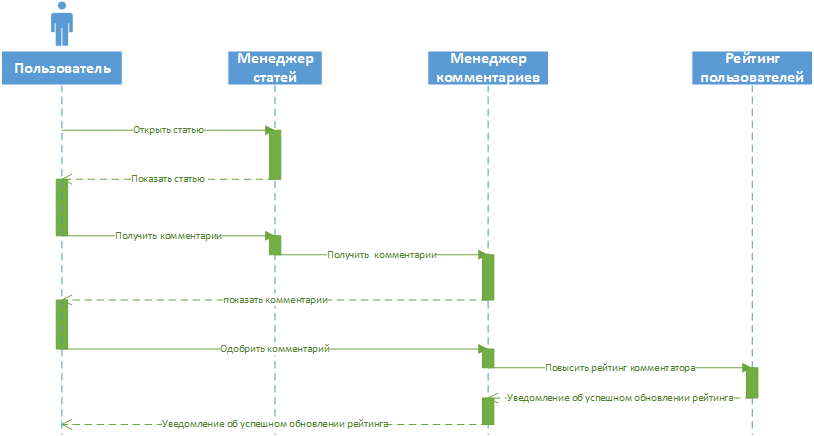 Пользователь
Менеджер
статей
Менеджер
комментариев
Рейтинг
пользователей
Открыть статью
Показать статью
Получить комментарии
Получить комментарии
показать комментарии
Одобрить комментарий
Повысить рейтинг комментатора
Уведомление об успешном обновлении рейтинга
Уведомление об успешном обновлении рейтинга